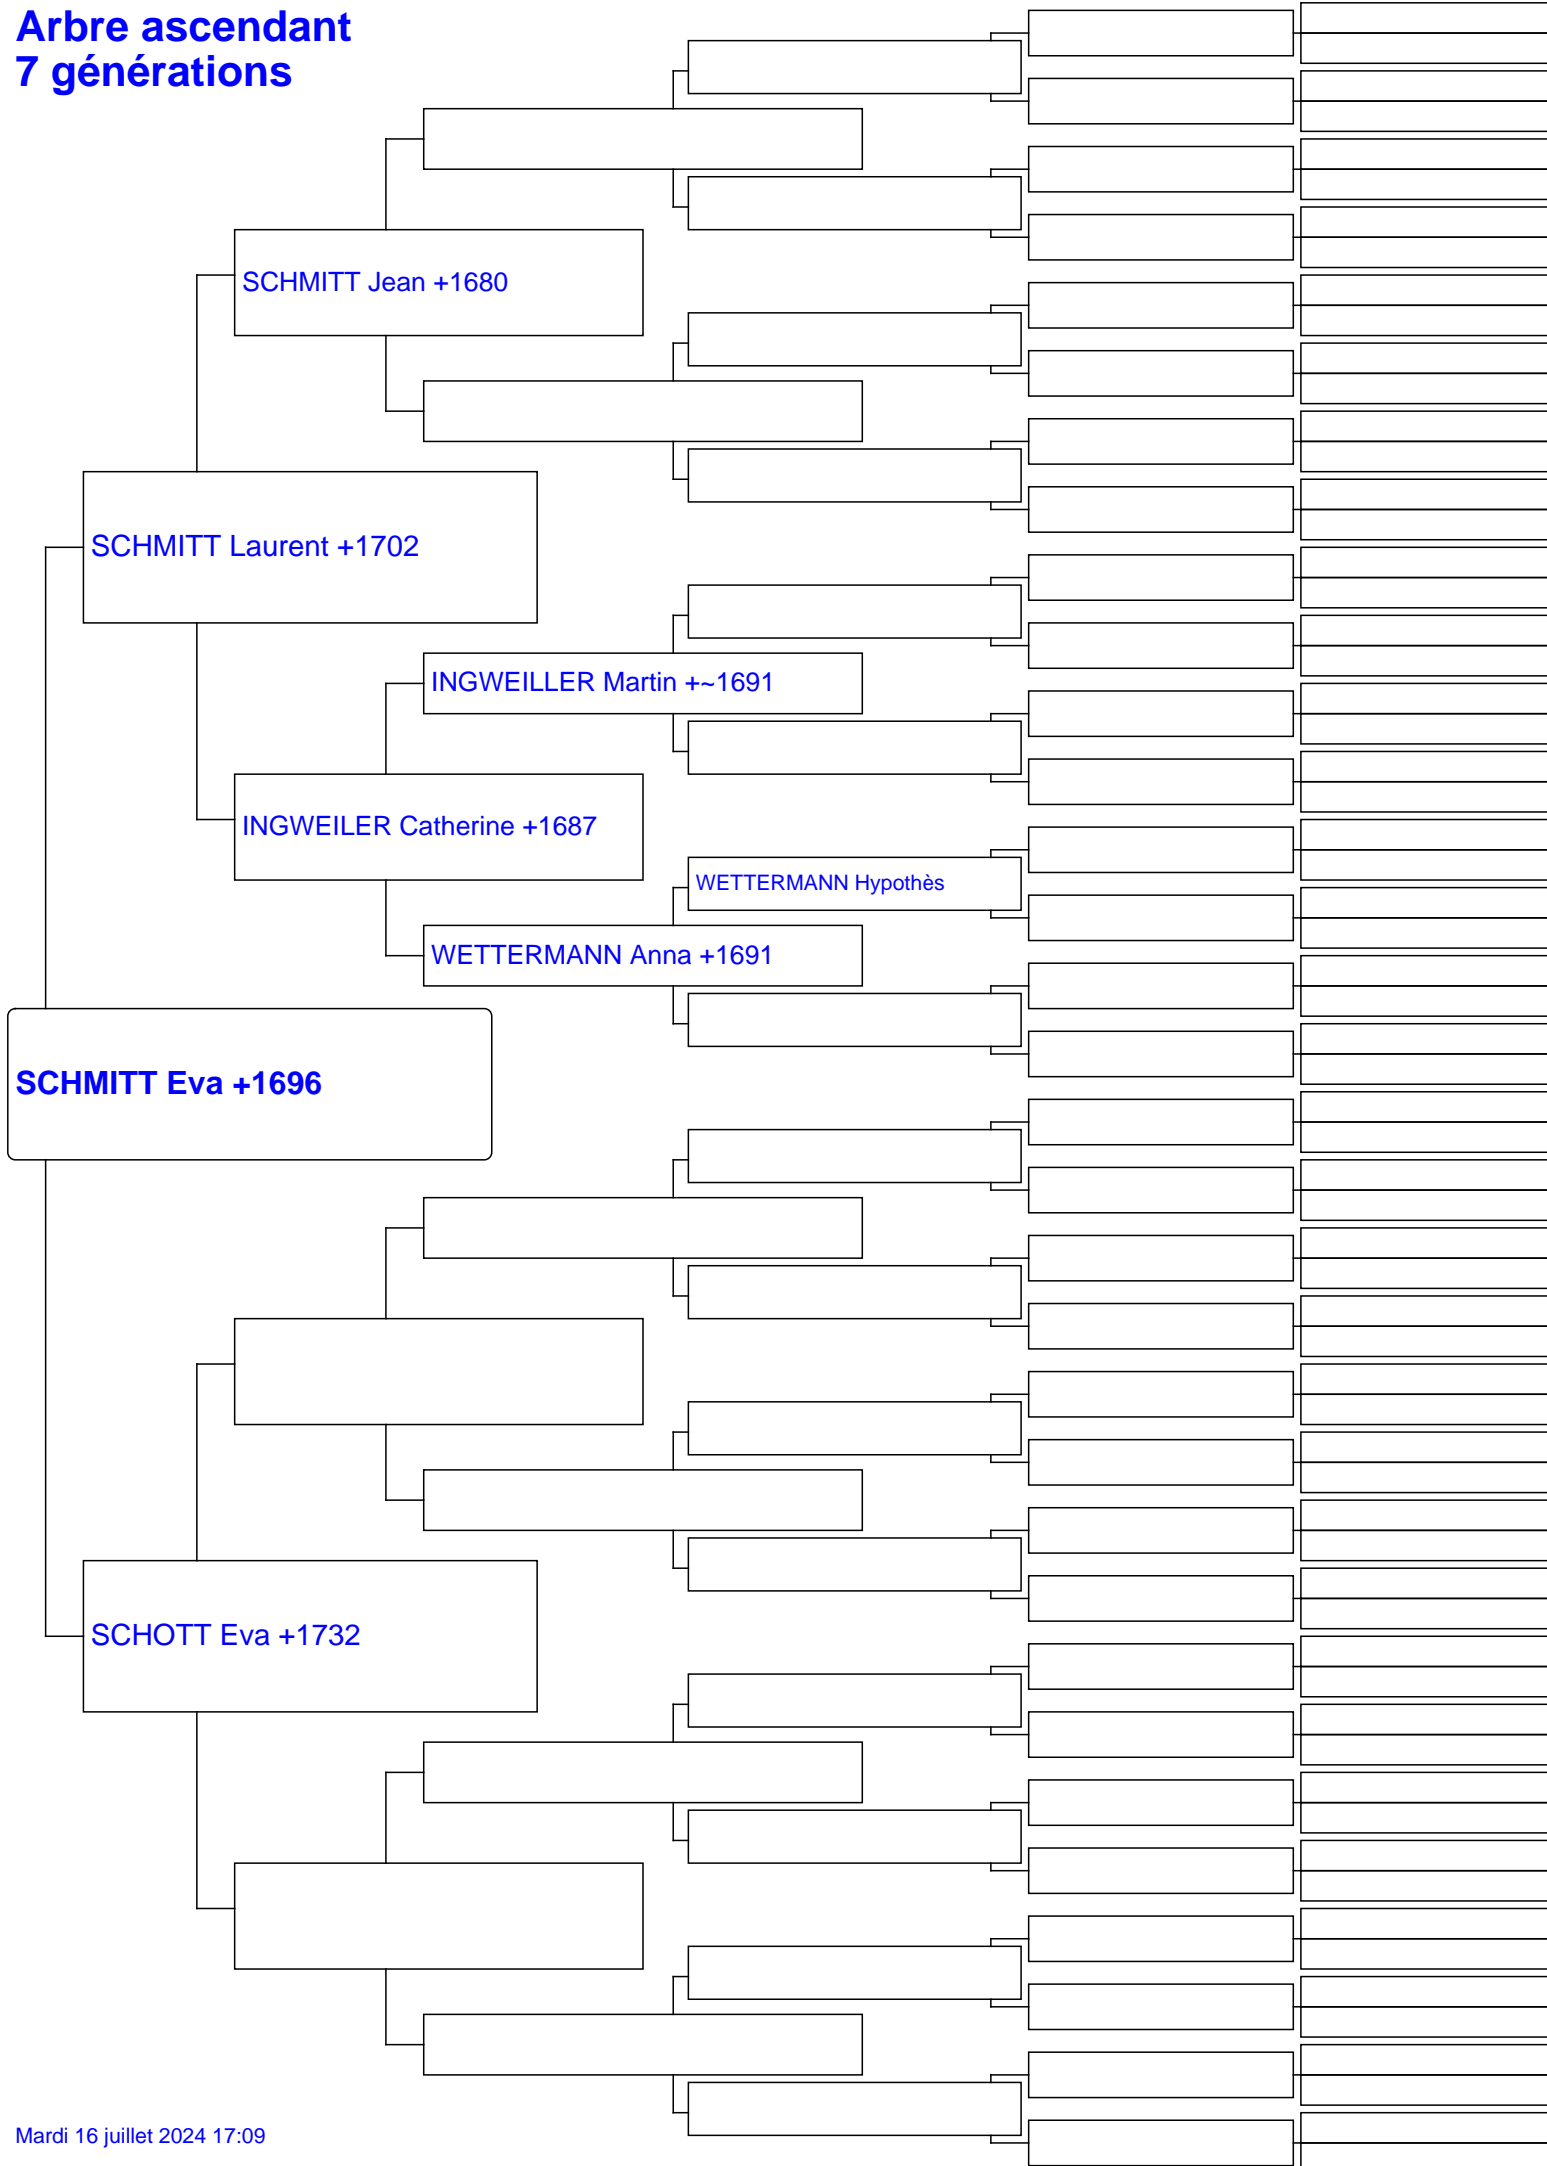 Arbre ascendant
7 générations
SCHMITT Jean +1680
SCHMITT Laurent +1702
INGWEILLER Martin +~1691
INGWEILER Catherine +1687
WETTERMANN Hypothès
WETTERMANN Anna +1691
SCHMITT Eva +1696
SCHOTT Eva +1732
Mardi 16 juillet 2024 17:09